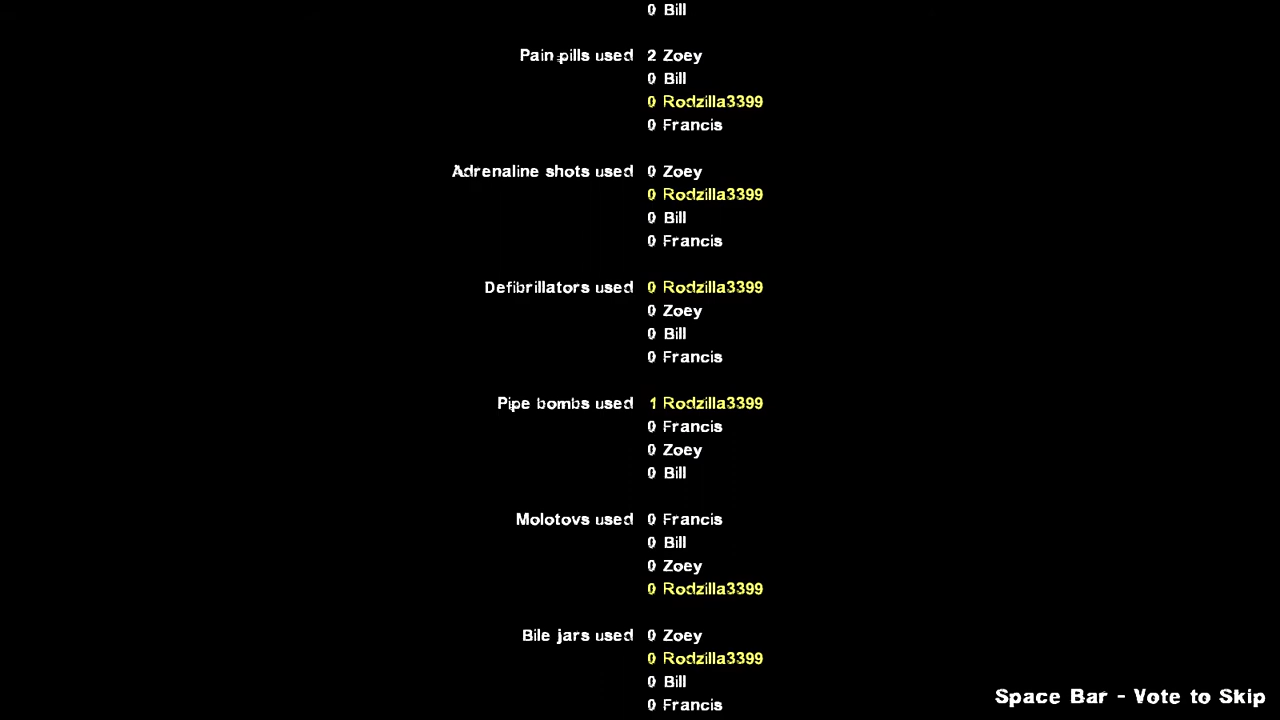 0 Bill
Pain pills used 2 Zoey
0 Bill
0 Rodzilla3399
0 Francis
Adrenaline shots used 0 Zoey
0 Rodzilla3399
0 Bill
0 Francis
Defibrillators used 0 Rodzilla3399
0 Zoey
0 Bill
0 Francis
Pipe bombs used 1 Rodzilla3399
0 Francis
0 Zoey
0 Bill
Molotovs used 0 Francis
0 Bill
0 Zoey
0 Rodzilla3399
Bile jars used 0 Zoey
0 Rodzilla3399
0 Bill
0 Francis
Space Bar - Vote to Skip